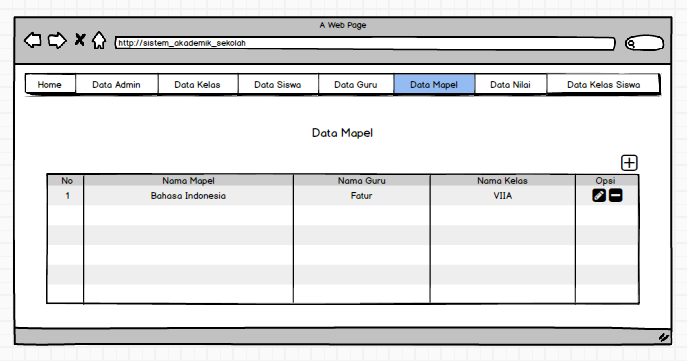 A Web Page
http://sistem_akademik_sekolah
Home Data Admin Data Kelas Data Siswa Data Guru Data Mapel Data Nilai Data Kelas Siswa
Data Mapel
No Nama Mapel Nama Guru Nama Kelas Opsi
1 Bahasa Indonesia Fatur VIIA